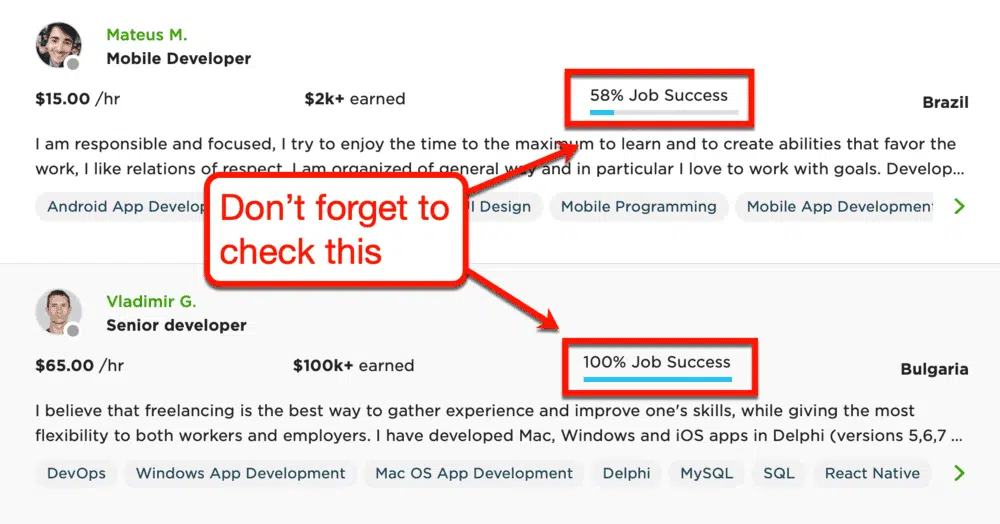 Mateus M.
Mobile Developer
$15.00 /hr
$2k+ earned
58% Job Success
Brazil
I am responsible and focused, I try to enjoy the time to the maximum to learn and to create abilities that favor the
work, I like relations of respect, I am organized of general way and in particular I love to work with goals. Develop...
Android App Develop
UI Design
Mobile Programming
Mobile App Development
Don't forget to
check this
Vladimir G.
Senior developer
$65.00 /hr
$100k+ earned
100% Job Success
Bulgaria
I believe that freelancing is the best way to gather experience and improve one's skills, while giving the most
flexibility to both workers and employers. I have developed Mac, Windows and iOS apps in Delphi (versions 5,6,7 ...
DevOps
Windows App Development
Mac OS App Development
Delphi
MySQL
SQL
React Native